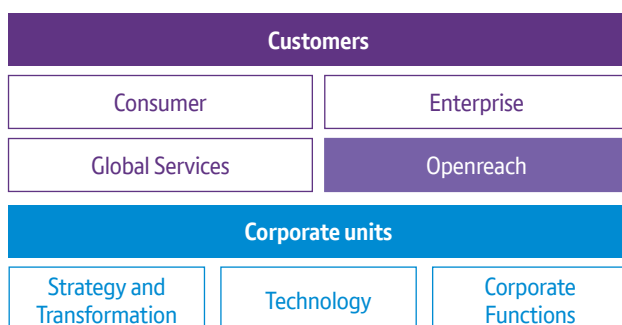 Customers
Consumer
Enterprise
Global Services
Openreach
Corporate units
Strategy and
Transformation
Technology
Corporate
Functions